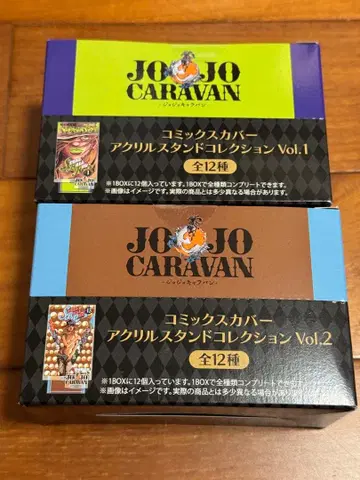 JOJO
CARAVAN
-ジョジョキャラバン-
コミックスカバー
アクリルスタンドコレクション Vol.1
全12種
※1BOXに12個入っています。1BOXで全種類コンプリートできます。
※画像はイメージです。実際の商品とは多少異なる場合があります。
JOJO
CARAVAN
-ジョジョキャラバン-
コミックスカバー
アクリルスタンドコレクション Vol.2
全12種
※1BOXに12個入っています。1BOXで全種類コンプリートできます。
※画像はイメージです。実際の商品とは多少異なる場合があります。
JOJO
CARAVAN